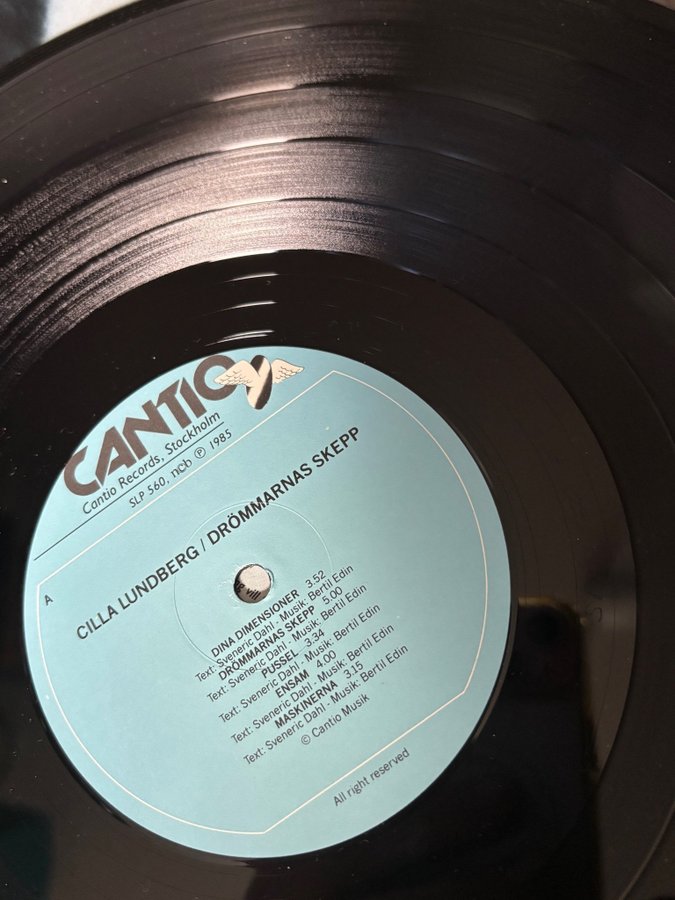 CANTIO
Cantio Records, Stockholm
SLP 560, ncb Ⓟ 1985
A
CILLA LUNDBERG / DRÖMMARNAS SKEPP
DINA DIMENSIONER 3.52
Text: Sveneric Dahl - Musik: Bertil Edin
DRÖMMARNAS SKEPP 5.00
Text: Sveneric Dahl - Musik: Bertil Edin
PUSSEL 3.34
Text: Sveneric Dahl - Musik: Bertil Edin
ENSAM 4.00
Text: Sveneric Dahl - Musik: Bertil Edin
MASKINERNA 3.15
Text: Sveneric Dahl - Musik: Bertil Edin
© Cantio Musik
All right reserved